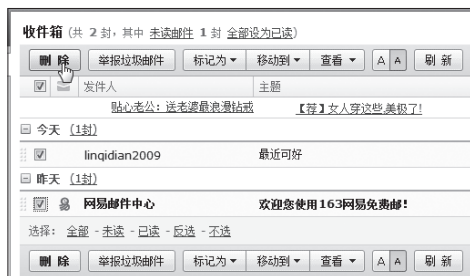 收件箱 (共 2 封，其中 未读邮件 1 封 全部设为已读)
删 除 举报垃圾邮件 标记为 移动到 查看 A A 刷 新
发件人 主题
贴心老公：送老婆最浪漫钻戒 【荐】女人穿这些,美极了!
今天 (1封)
linqidian2009 最近可好
昨天 (1封)
网易邮件中心 欢迎您使用163网易免费邮！
选择： 全部 - 未读 - 已读 - 反选 - 不选
删 除 举报垃圾邮件 标记为 移动到 查看 A A 刷 新